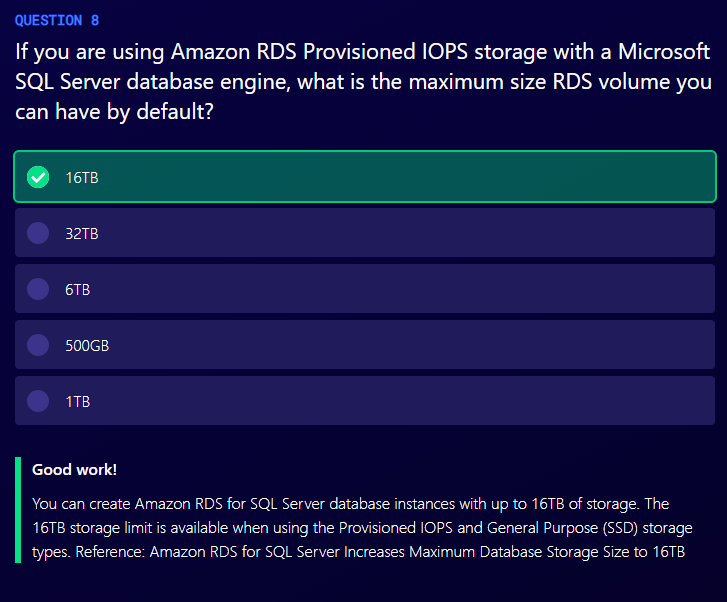 QUESTION 8
If you are using Amazon RDS Provisioned IOPS storage with a Microsoft
SQL Server database engine, what is the maximum size RDS volume you
can have by default?
16TB
32TB
6TB
500GB
1TB
Good work!
You can create Amazon RDS for SQL Server database instances with up to 16TB of storage. The
16TB storage limit is available when using the Provisioned IOPS and General Purpose (SSD) storage
types. Reference: Amazon RDS for SQL Server Increases Maximum Database Storage Size to 16TB